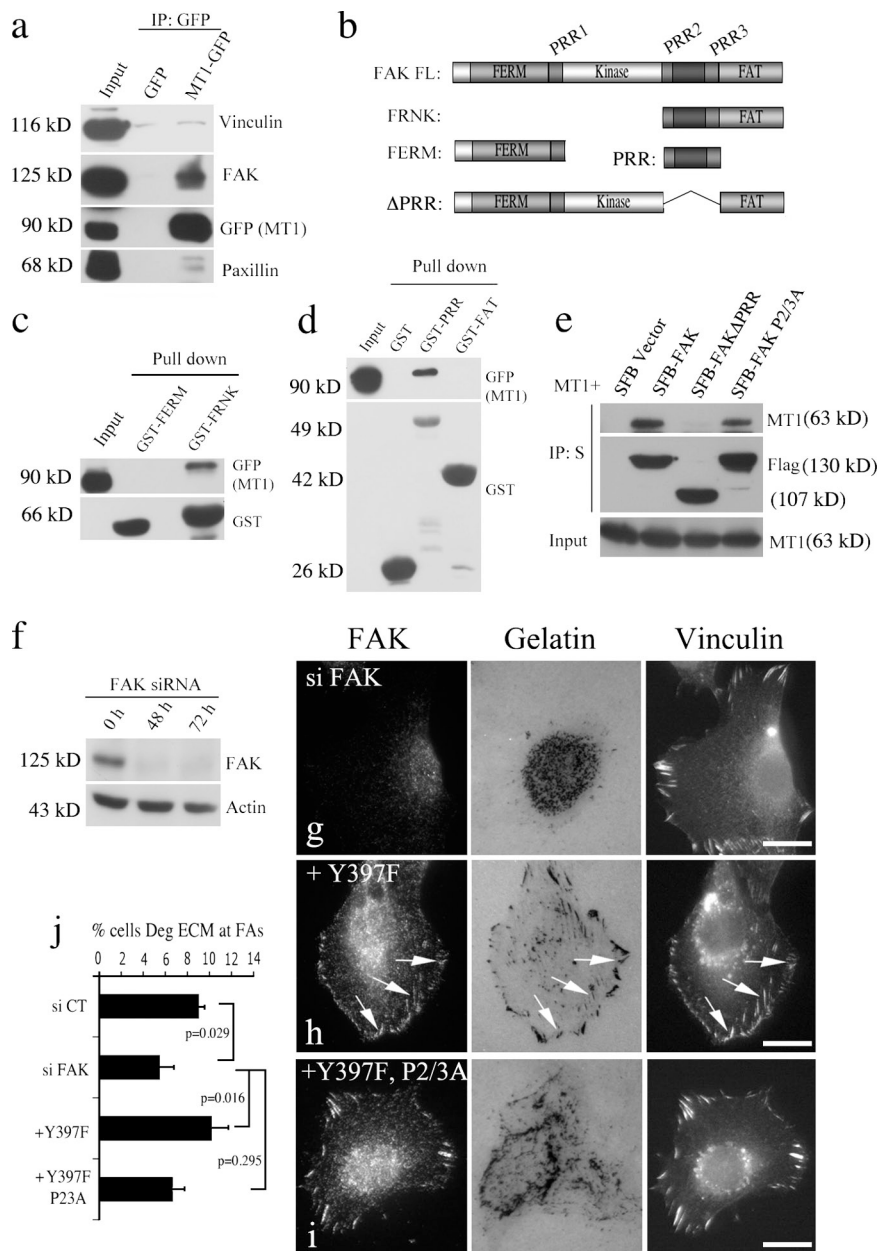 a
IP: GFP
Input
GFP
MT1-GFP
116 kD
Vinculin
125 kD
FAK
90 kD
GFP (MT1)
68 kD
Paxillin
b
PRR1
PRR2
PRR3
FAK FL:
FERM
Kinase
FAT
FRNK:
FAT
FERM:
FERM
PRR:
ΔPRR:
FERM
Kinase
FAT
c
Pull down
Input
GST-FERM
GST-FRNK
90 kD
GFP
(MT1)
66 kD
GST
d
Pull down
Input
GST
GST-PRR
GST-FAT
90 kD
GFP
(MT1)
49 kD
42 kD
GST
26 kD
e
MT1+
SFB Vector
SFB-FAK
SFB-FAKΔPRR
SFB-FAK P2/3A
IP: S
MT1(63 kD)
Flag(130 kD)
(107 kD)
Input
MT1(63 kD)
f
FAK siRNA
0 h
48 h
72 h
125 kD
FAK
43 kD
Actin
FAK
Gelatin
Vinculin
si FAK
g
+ Y397F
h
+Y397F, P2/3A
i
j
% cells Deg ECM at FAs
0 2 4 6 8 10 12 14
si CT
p=0.029
si FAK
p=0.016
+Y397F
p=0.295
+Y397F
P23A